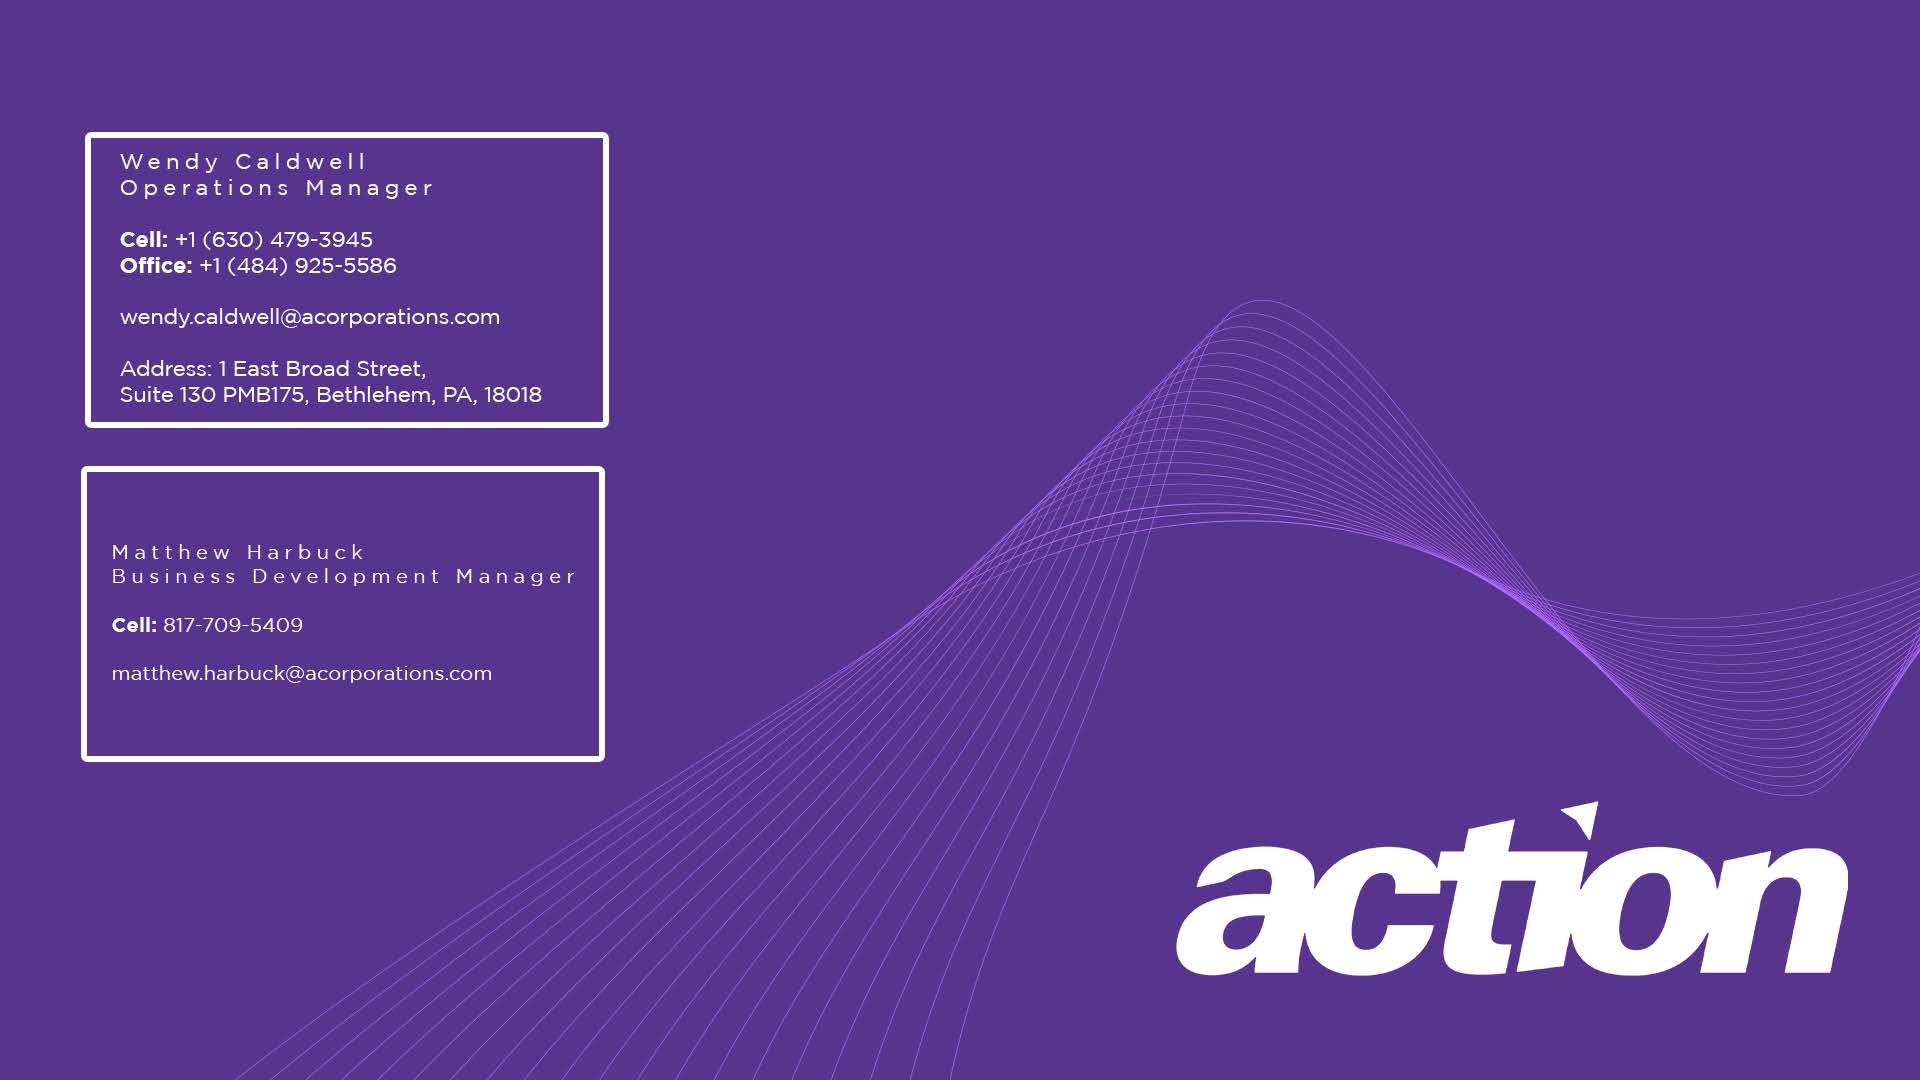 Wendy Caldwell
Operations Manager
Cell: +1 (630) 479-3945
Office: +1 (484) 925-5586
wendy.caldwell@acorporations.com
Address: 1 East Broad Street,
Suite 130 PMB175, Bethlehem, PA, 18018
Matthew Harbuck
Business Development Manager
Cell: 817-709-5409
matthew.harbuck@acorporations.com
action